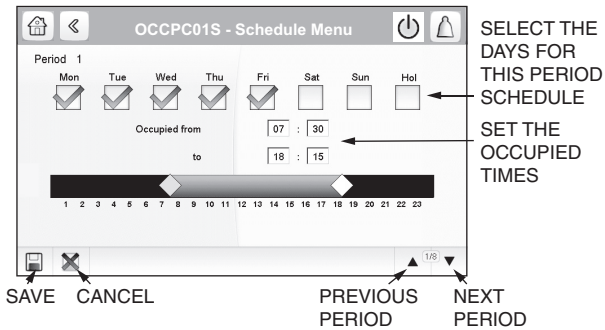 OCCPC01S - Schedule Menu
Period 1
Mon Tue Wed Thu Fri Sat Sun Hol
Occupied from 07 : 30
to 18 : 15
1 2 3 4 5 6 7 8 9 10 11 12 13 14 15 16 17 18 19 20 21 22 23
1/8
SELECT THE
DAYS FOR
THIS PERIOD
SCHEDULE
SET THE
OCCUPIED
TIMES
SAVE
CANCEL
PREVIOUS
PERIOD
NEXT
PERIOD